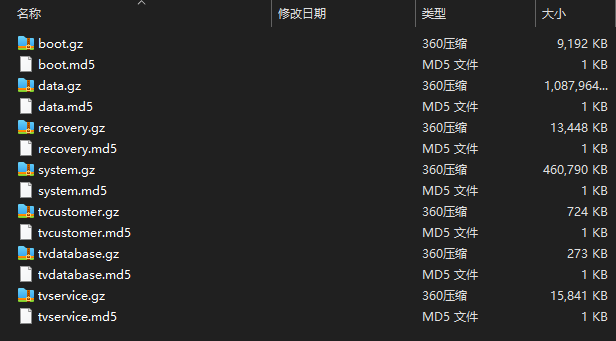 名称 修改日期 类型 大小
boot.gz 360压缩 9,192 KB
boot.md5 MD5 文件 1 KB
data.gz 360压缩 1,087,964...
data.md5 MD5 文件 1 KB
recovery.gz 360压缩 13,448 KB
recovery.md5 MD5 文件 1 KB
system.gz 360压缩 460,790 KB
system.md5 MD5 文件 1 KB
tvcustomer.gz 360压缩 724 KB
tvcustomer.md5 MD5 文件 1 KB
tvdatabase.gz 360压缩 273 KB
tvdatabase.md5 MD5 文件 1 KB
tvservice.gz 360压缩 15,841 KB
tvservice.md5 MD5 文件 1 KB